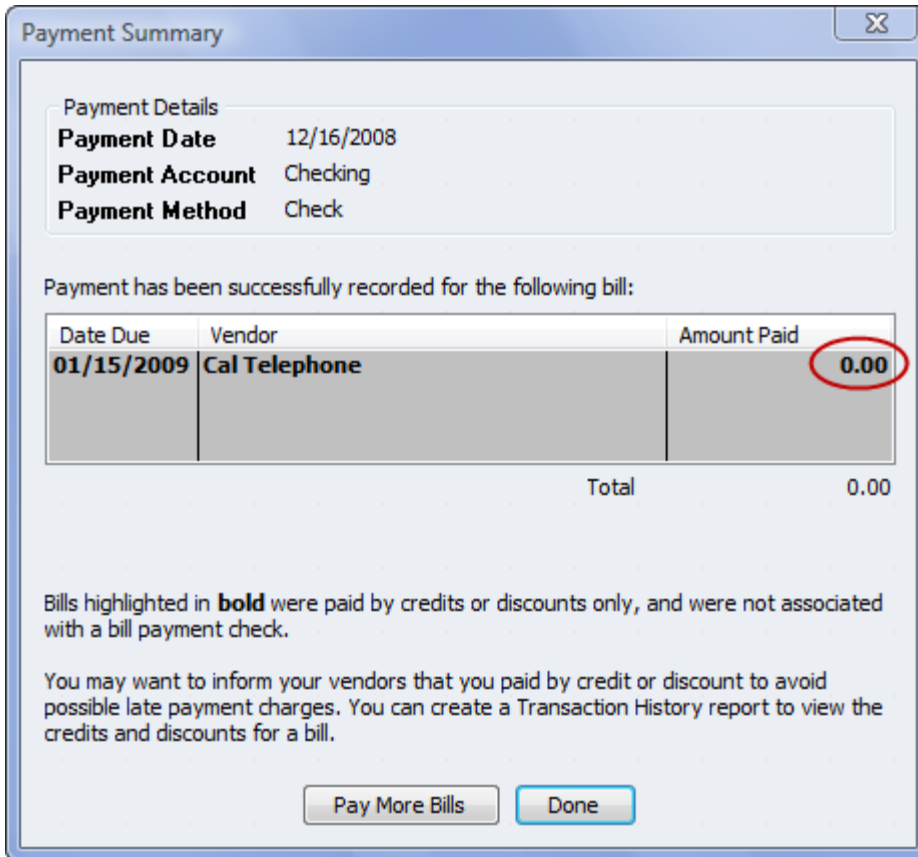 Payment Summary
Payment Details
Payment Date 12/16/2008
Payment Account Checking
Payment Method Check
Payment has been successfully recorded for the following bill:
Date Due Vendor Amount Paid
01/15/2009 Cal Telephone 0.00
Total 0.00
Bills highlighted in bold were paid by credits or discounts only, and were not associated
with a bill payment check.
You may want to inform your vendors that you paid by credit or discount to avoid
possible late payment charges. You can create a Transaction History report to view the
credits and discounts for a bill.
Pay More Bills Done